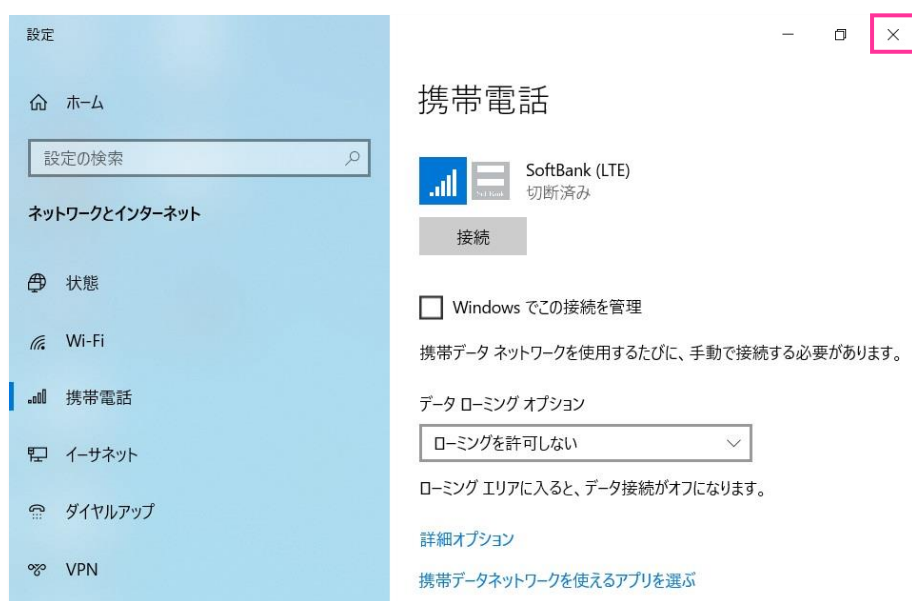 設定
ホーム
設定の検索
ネットワークとインターネット
状態
Wi-Fi
携帯電話
イーサネット
ダイヤルアップ
VPN
携帯電話
SoftBank (LTE)
切断済み
接続
Windows でこの接続を管理
携帯データ ネットワークを使用するたびに、手動で接続する必要があります。
データ ローミング オプション
ローミングを許可しない
ローミング エリアに入ると、データ接続がオフになります。
詳細オプション
携帯データネットワークを使えるアプリを選ぶ